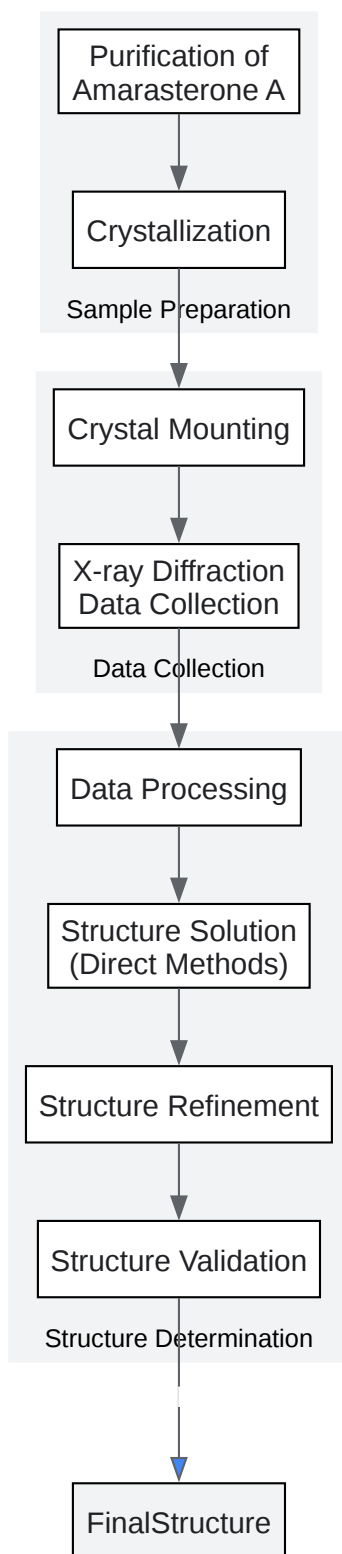 Purification of
Amarasterone A
Crystallization
Sample Preparation
Crystal Mounting
X-ray Diffraction
Data Collection
Data Collection
Data Processing
Structure Solution
(Direct Methods)
Structure Refinement
Structure Validation
Structure Determination
FinalStructure